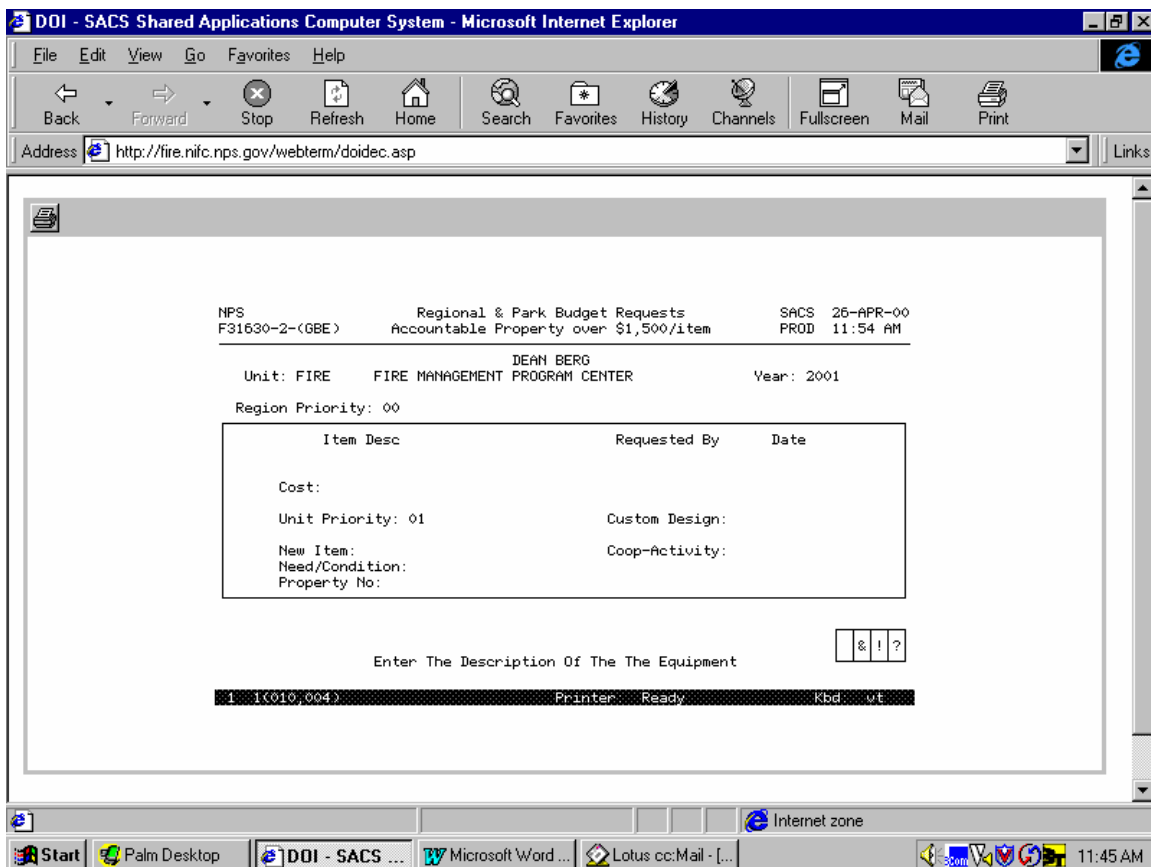 DOI - SACS Shared Applications Computer System - Microsoft Internet Explorer
File Edit View Go Favorites Help
Back Forward Stop Refresh Home Search Favorites History Channels Fullscreen Mail Print
Address http://fire.nifc.nps.gov/webterm/doidec.asp Links
NPS Regional & Park Budget Requests SACS 26-APR-00
F31630-2-(GBE) Accountable Property over $1,500/item PROD 11:54 AM
DEAN BERG
Unit: FIRE FIRE MANAGEMENT PROGRAM CENTER Year: 2001
Region Priority: 00
Item Desc Requested By Date
Cost:
Unit Priority: 01 Custom Design:
New Item: Coop-Activity:
Need/Condition:
Property No:
& ! ?
Enter The Description Of The The Equipment
1 1(010,004) Printer Ready Kbd vt
Internet zone
Start Palm Desktop DOI - SACS ... Microsoft Word ... Lotus cc:Mail - [... 3com 11:45 AM